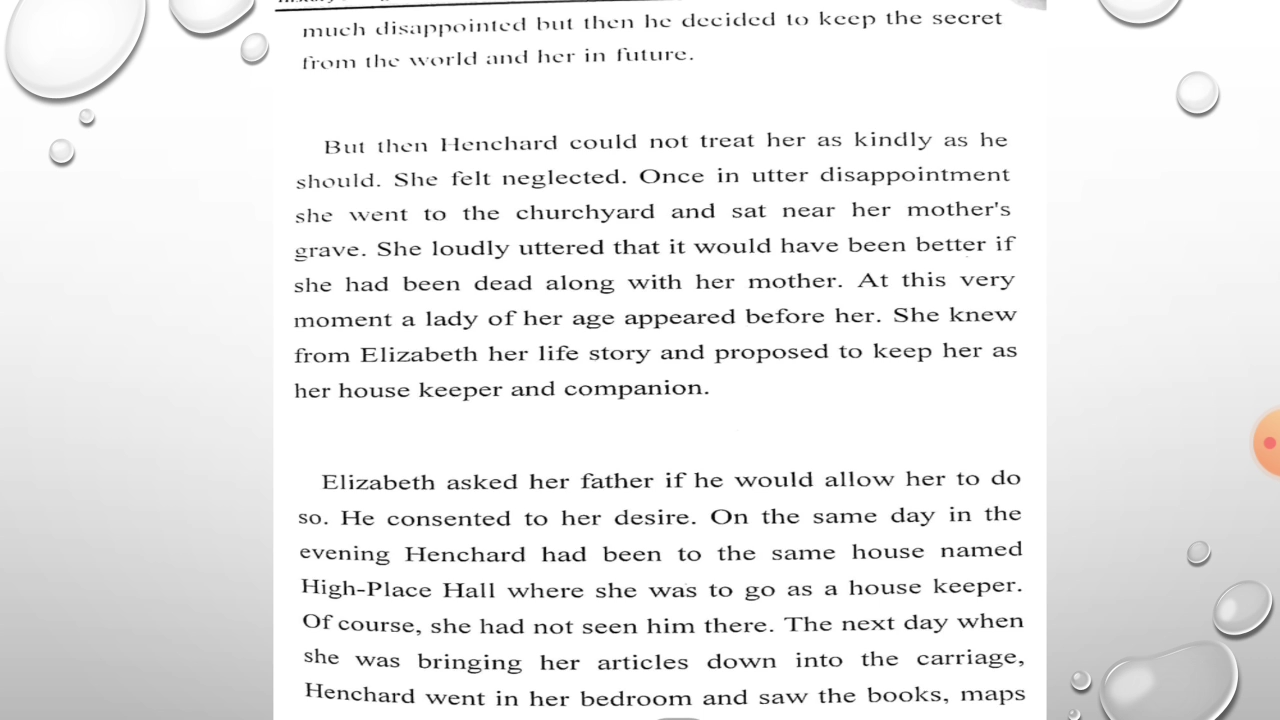 much disappointed but then he decided to keep the secret
from the world and her in future.
But then Henchard could not treat her as kindly as he
should. She felt neglected. Once in utter disappointment
she went to the churchyard and sat near her mother's
grave. She loudly uttered that it would have been better if
she had been dead along with her mother. At this very
moment a lady of her age appeared before her. She knew
from Elizabeth her life story and proposed to keep her as
her house keeper and companion.
Elizabeth asked her father if he would allow her to do
so. He consented to her desire. On the same day in the
evening Henchard had been to the same house named
High-Place Hall where she was to go as a house keeper.
Of course, she had not seen him there. The next day when
she was bringing her articles down into the carriage,
Henchard went in her bedroom and saw the books, maps